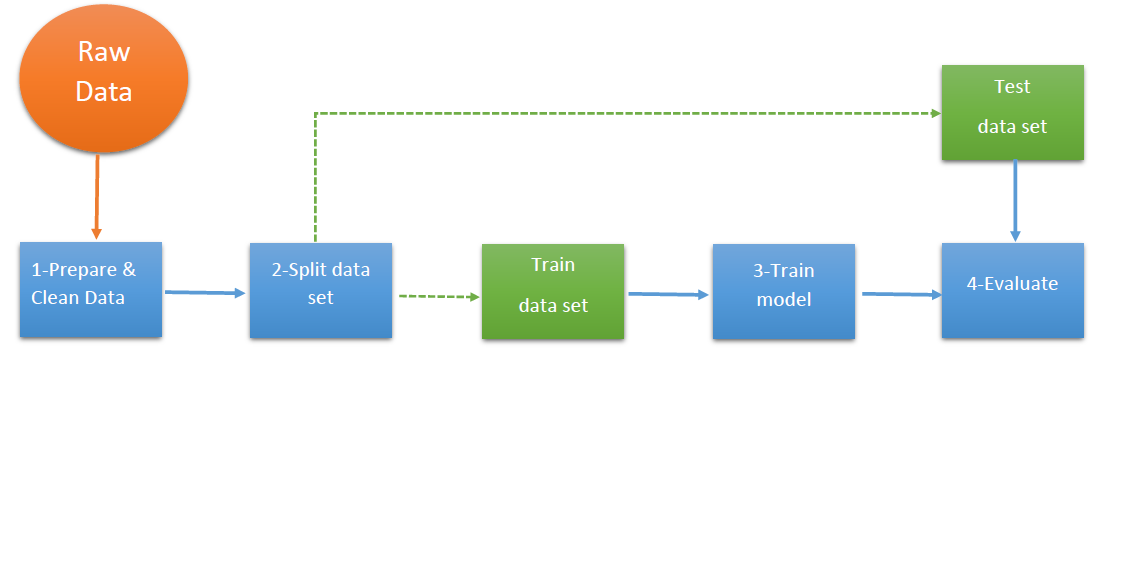 Raw
Data
Test
data set
1-Prepare &
Clean Data
2-Split data
set
Train
data set
3-Train
model
4-Evaluate